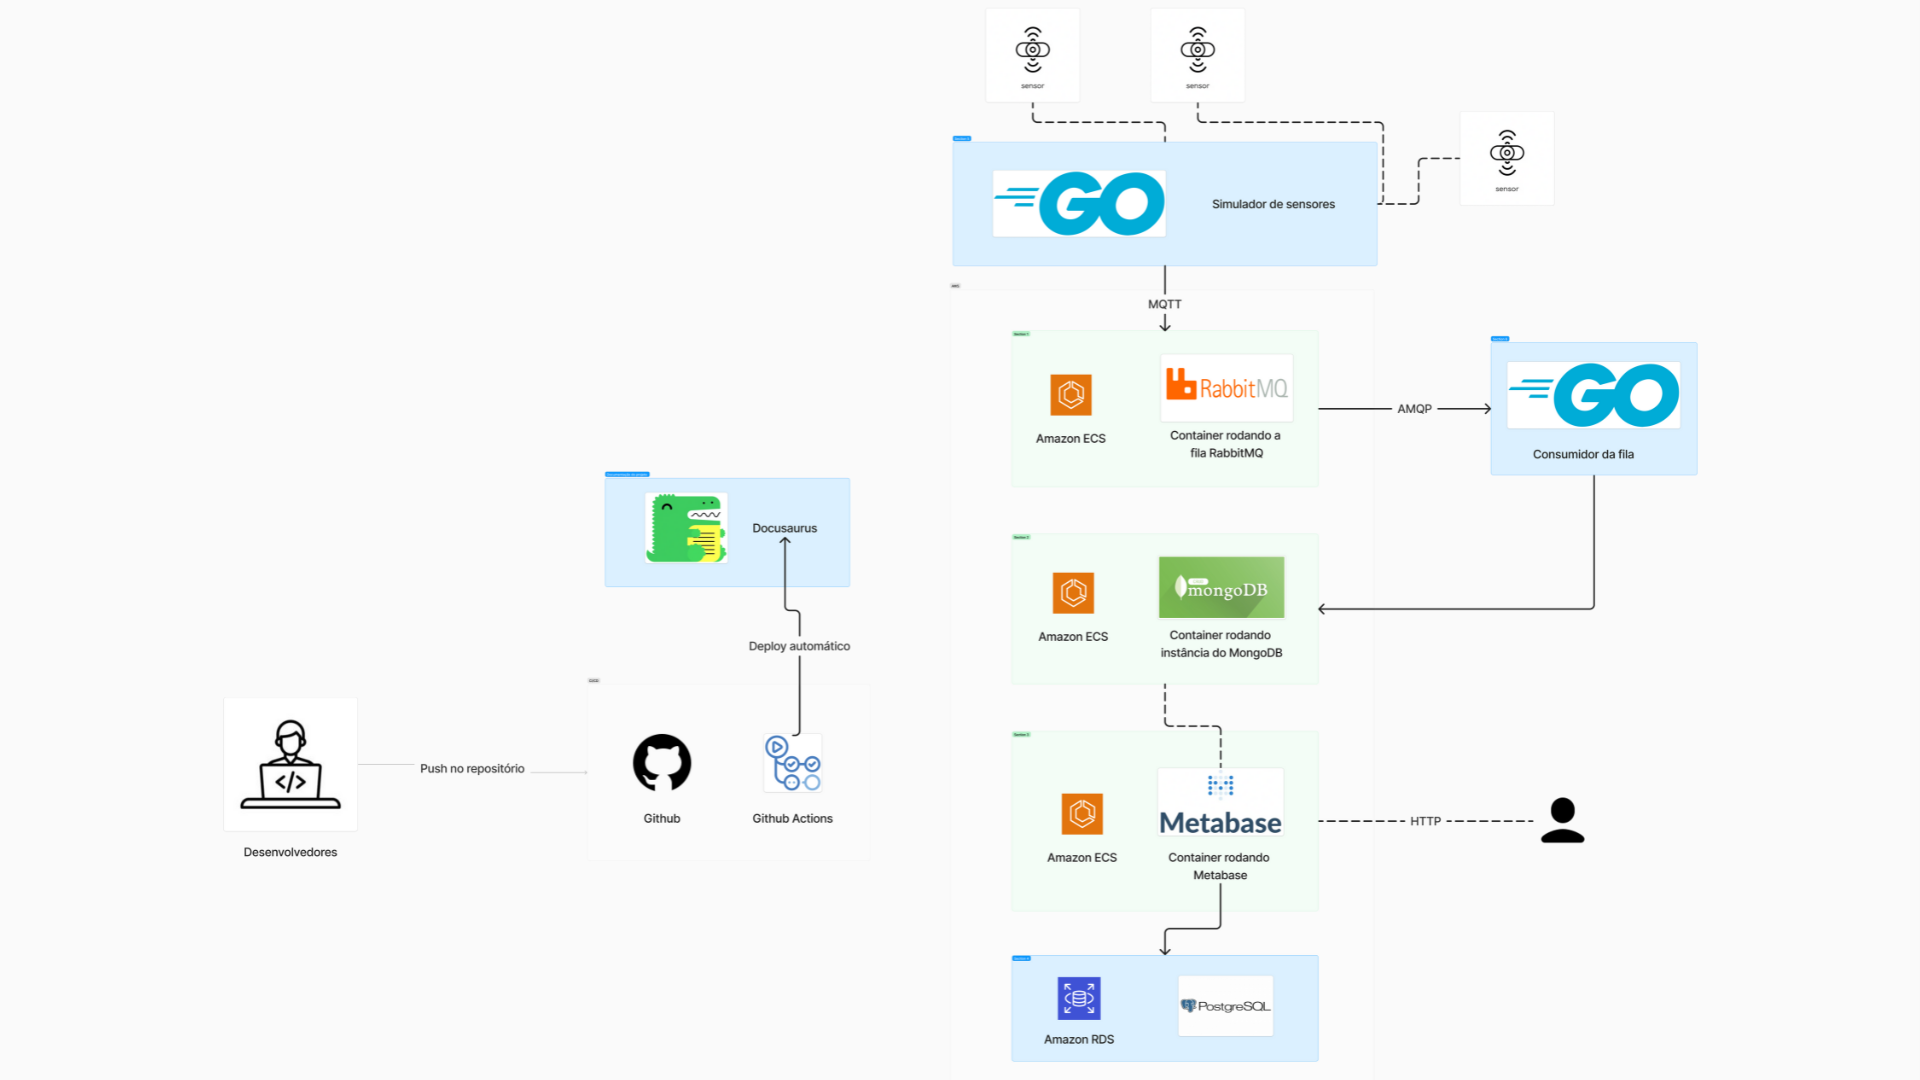 sensor
sensor
sensor
GO
Simulador de sensores
MQTT
RabbitMQ
Amazon ECS
Container rodando a
fila RabbitMQ
AMQP
GO
Consumidor da fila
Docusaurus
mongoDB
Amazon ECS
Container rodando
instância do MongoDB
Deploy automático
Desenvolvedores
Push no repositório
Github
Github Actions
Metabase
Amazon ECS
Container rodando
Metabase
HTTP
Amazon RDS
PostgreSQL